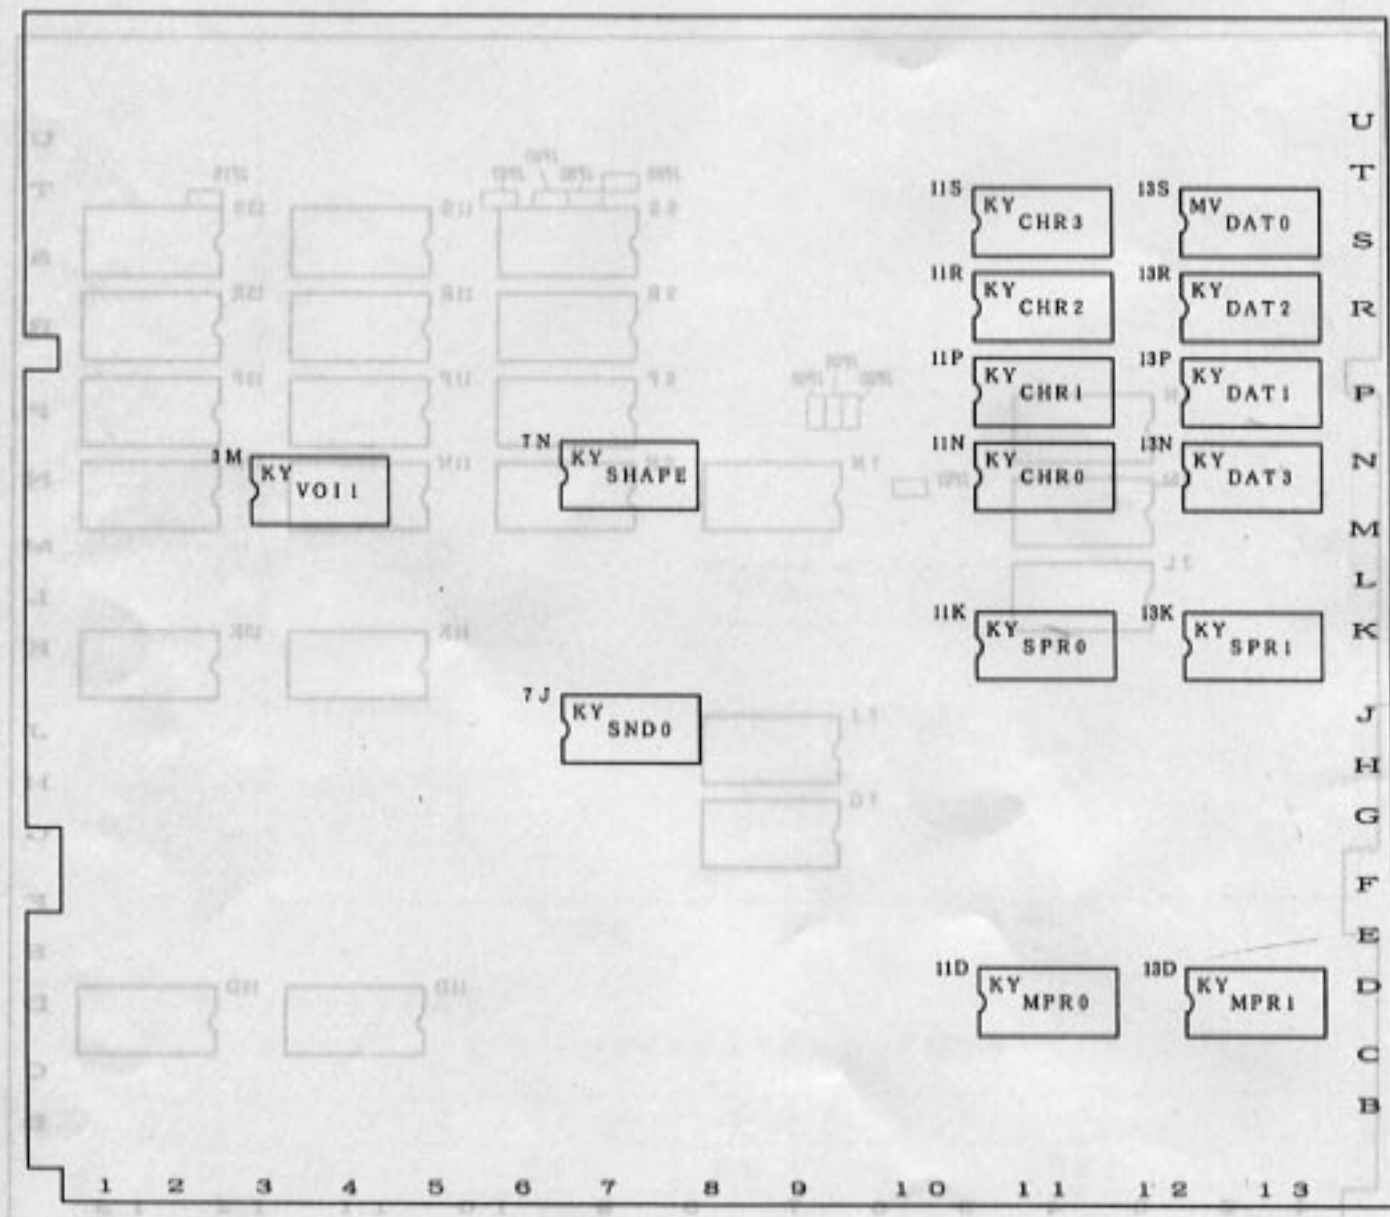 U
T
11S KY CHR3
13S MV DAT0
S
11R KY CHR2
13R KY DAT2
R
11P KY CHR1
13P KY DAT1
P
3M KY VOI1
7N KY SHAPE
11N KY CHR0
13N KY DAT3
N
M
L
11K KY SPR0
13K KY SPR1
K
7J KY SND0
J
H
G
F
E
11D KY MPR0
13D KY MPR1
D
C
B
1 2 3 4 5 6 7 8 9 10 11 12 13